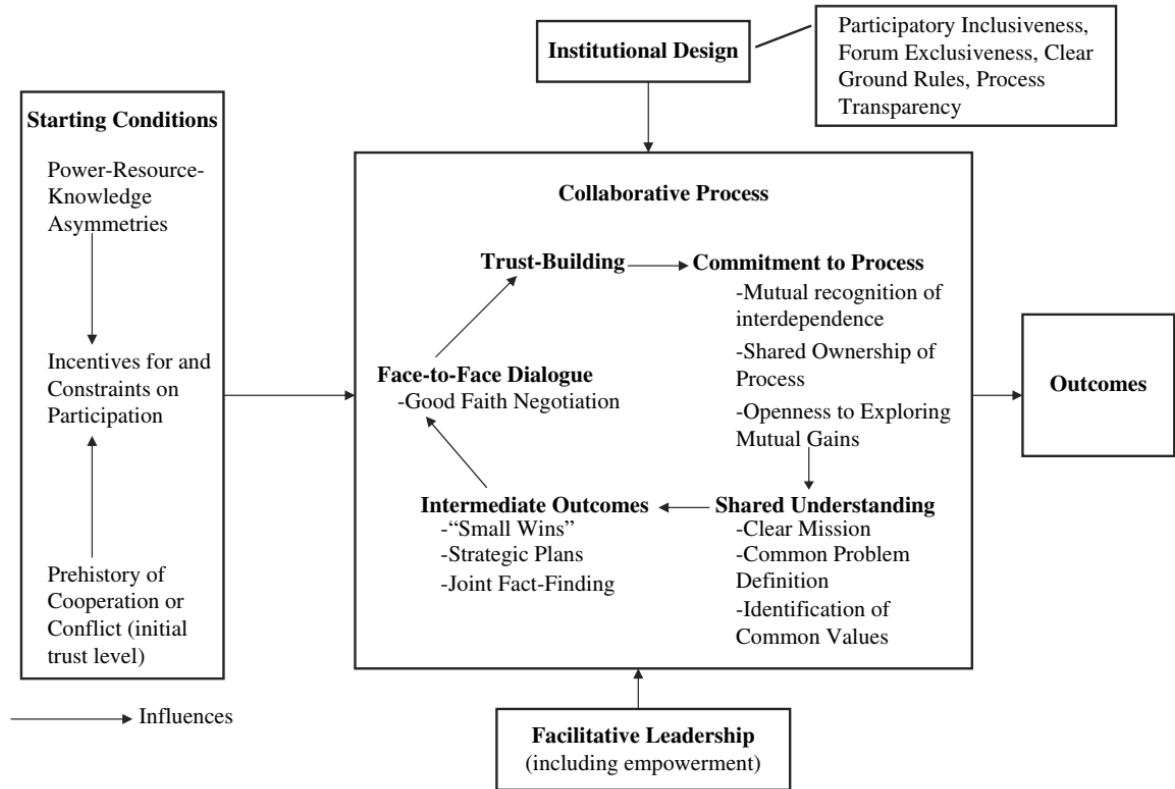 Institutional Design
Participatory Inclusiveness,
Forum Exclusiveness, Clear
Ground Rules, Process
Transparency
Starting Conditions
Power-Resource-
Knowledge
Asymmetries
Incentives for and
Constraints on
Participation
Prehistory of
Cooperation or
Conflict (initial
trust level)
Influences
Collaborative Process
Trust-Building
Commitment to Process
-Mutual recognition of
interdependence
-Shared Ownership of
Process
-Openness to Exploring
Mutual Gains
Face-to-Face Dialogue
-Good Faith Negotiation
Intermediate Outcomes
-“Small Wins”
-Strategic Plans
-Joint Fact-Finding
Shared Understanding
-Clear Mission
-Common Problem
Definition
-Identification of
Common Values
Outcomes
Facilitative Leadership
(including empowerment)